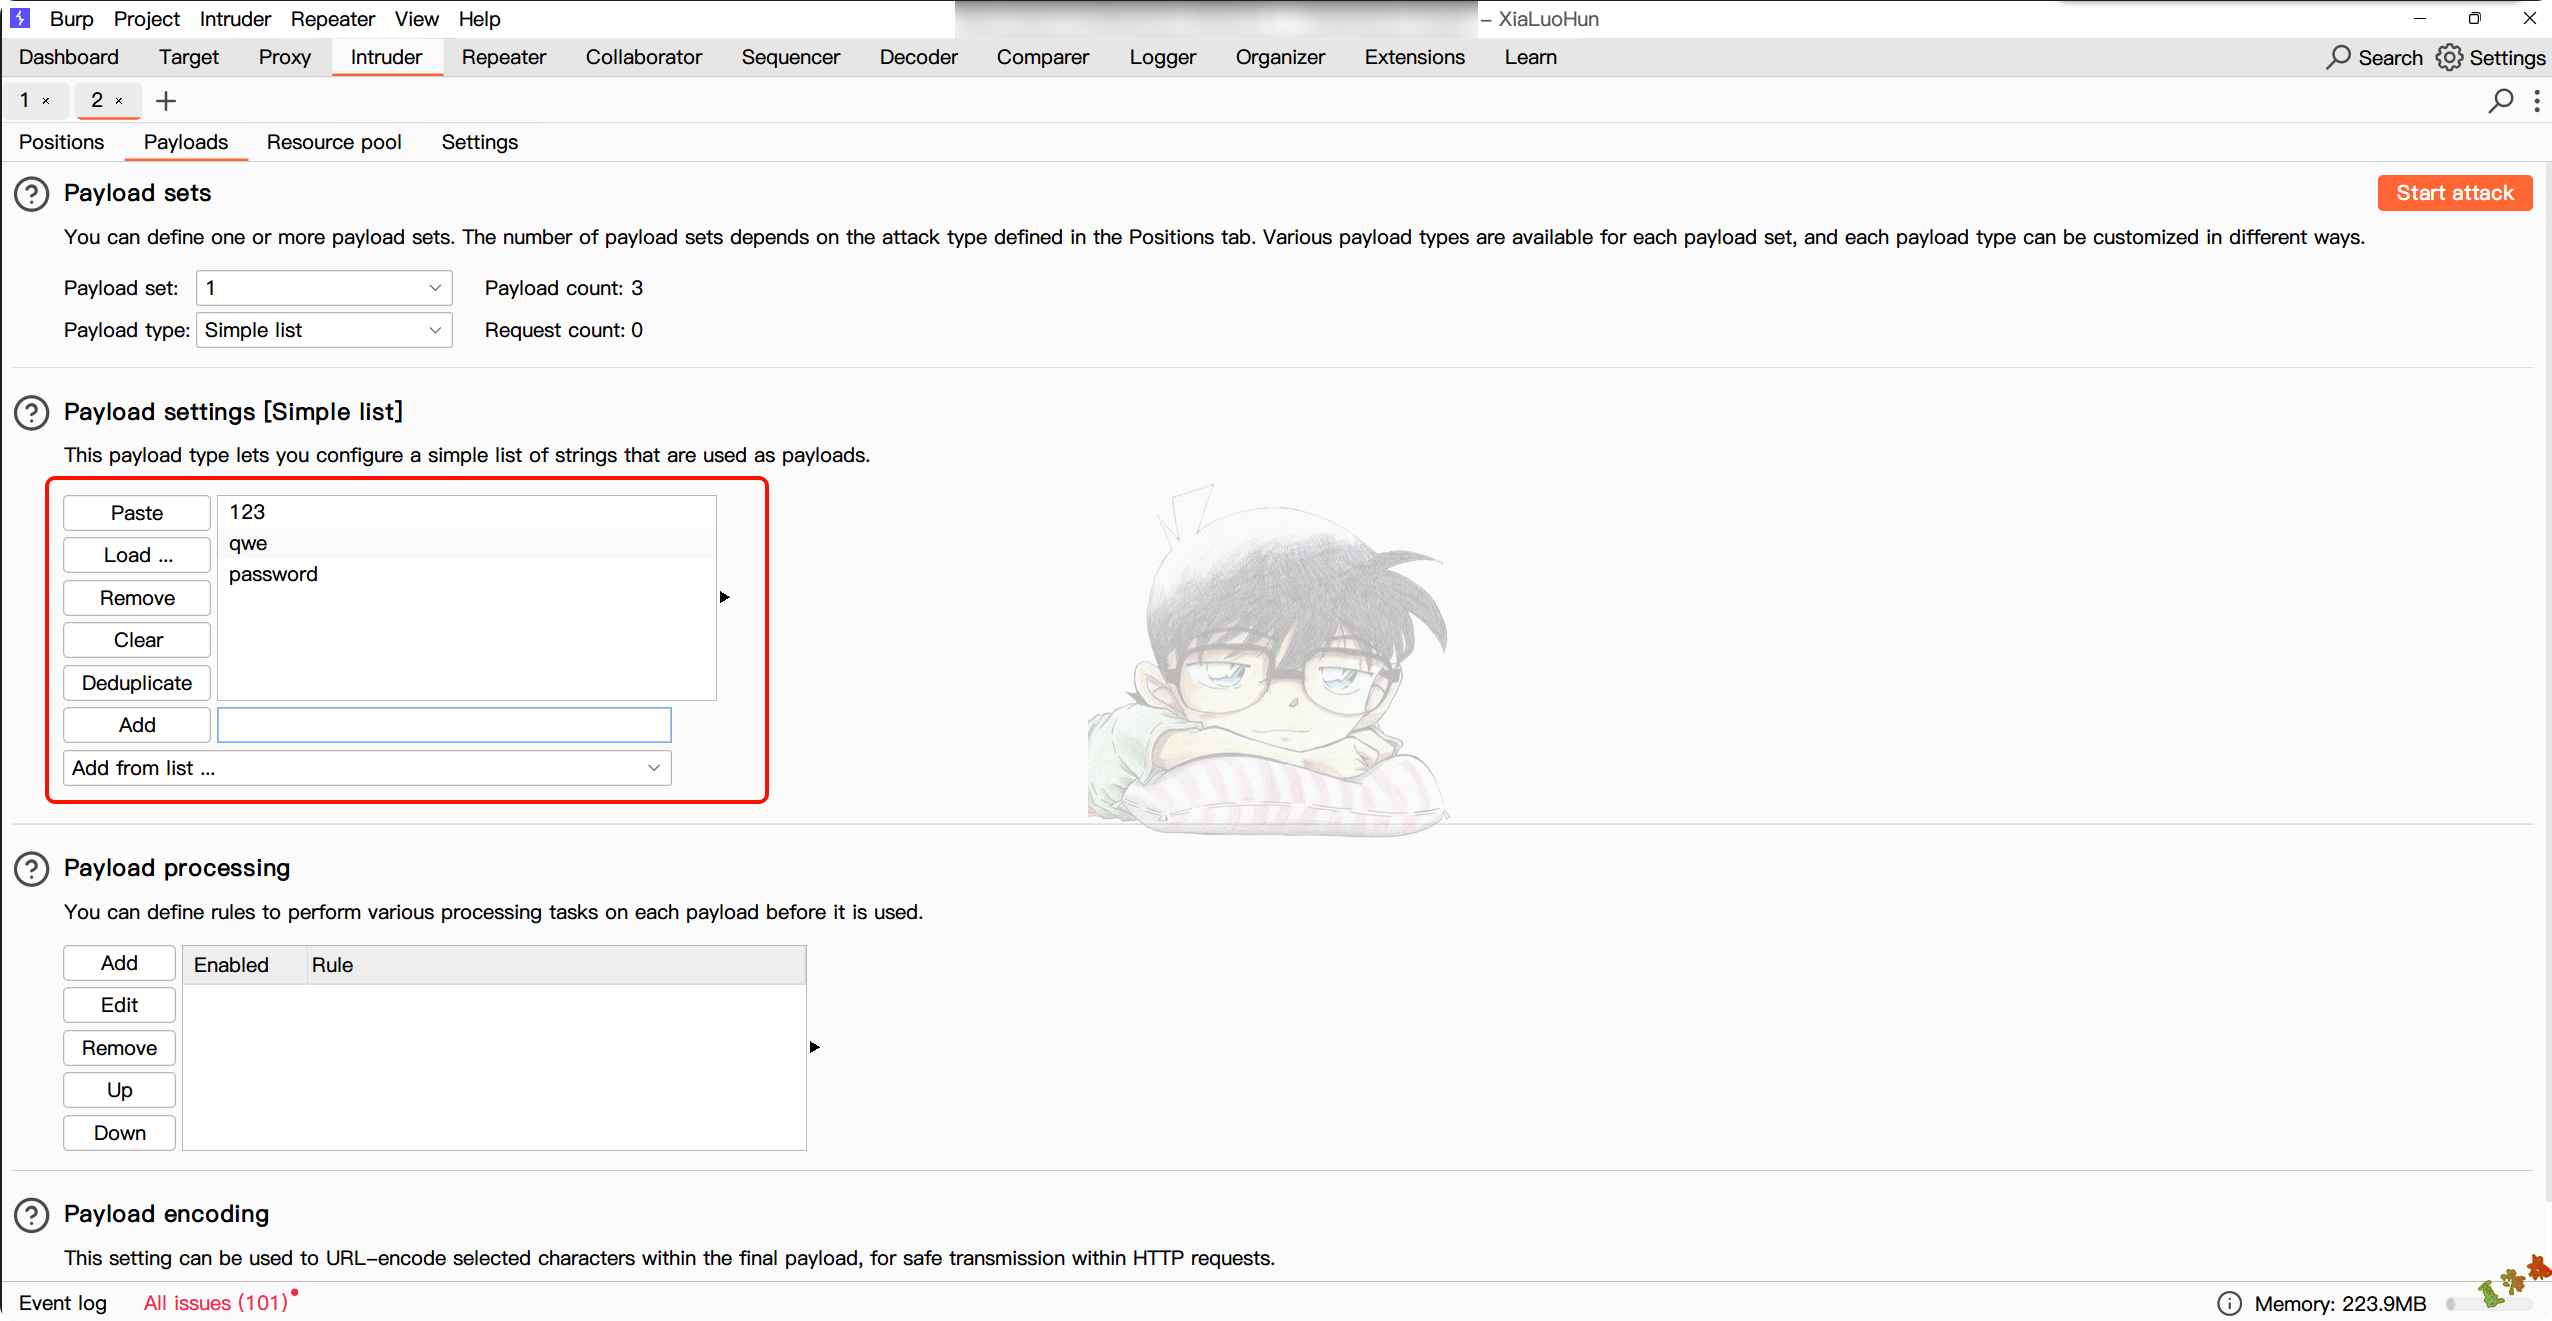 Burp Project Intruder Repeater View Help – XiaLuoHun
Dashboard Target Proxy Intruder Repeater Collaborator Sequencer Decoder Comparer Logger Organizer Extensions Learn Search Settings
1 × 2 × +
Positions Payloads Resource pool Settings
Payload sets Start attack
You can define one or more payload sets. The number of payload sets depends on the attack type defined in the Positions tab. Various payload types are available for each payload set, and each payload type can be customized in different ways.
Payload set: 1 Payload count: 3
Payload type: Simple list Request count: 0
Payload settings [Simple list]
This payload type lets you configure a simple list of strings that are used as payloads.
Paste 123
qwe
Load ...
password
Remove
Clear
Deduplicate
Add
Add from list ...
Payload processing
You can define rules to perform various processing tasks on each payload before it is used.
Add Enabled Rule
Edit
Remove
Up
Down
Payload encoding
This setting can be used to URL-encode selected characters within the final payload, for safe transmission within HTTP requests.
Event log All issues (101) Memory: 223.9MB